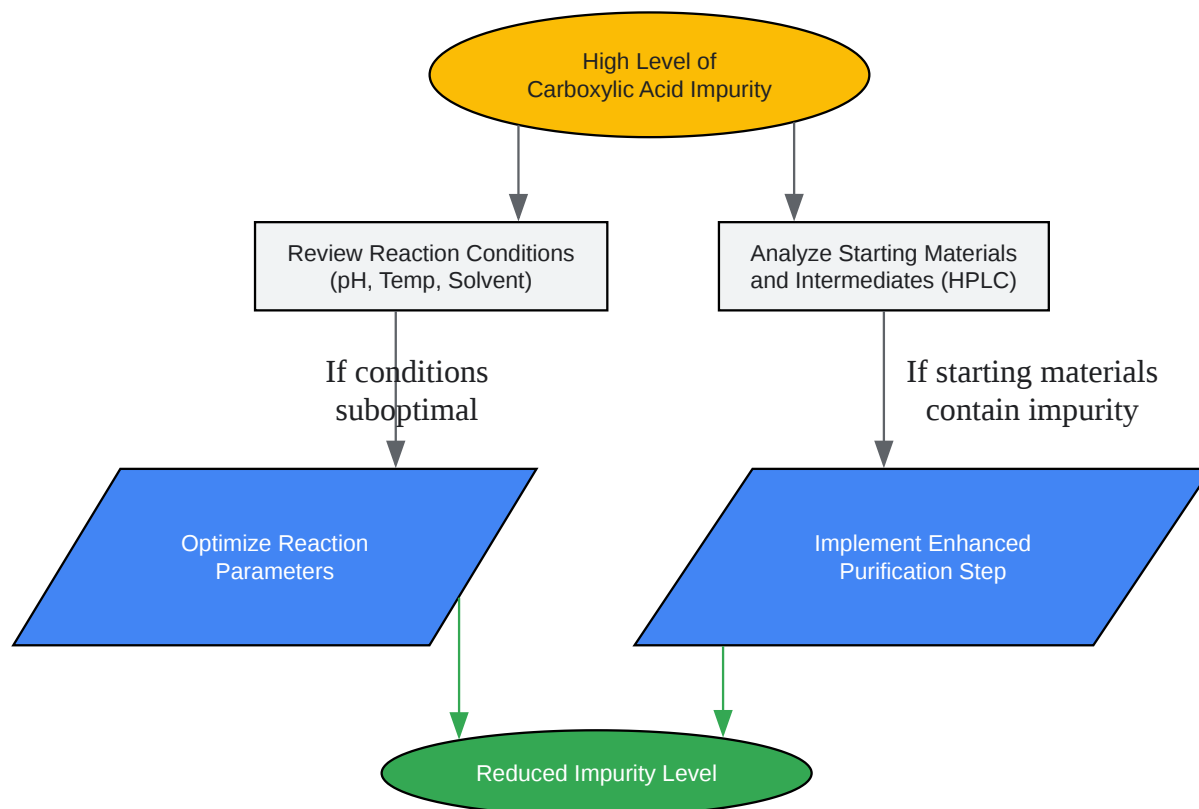 High Level of
Carboxylic Acid Impurity
Review Reaction Conditions
(pH, Temp, Solvent)
Analyze Starting Materials
and Intermediates (HPLC)
If conditions
suboptimal
If starting materials
contain impurity
Optimize Reaction
Parameters
Implement Enhanced
Purification Step
Reduced Impurity Level